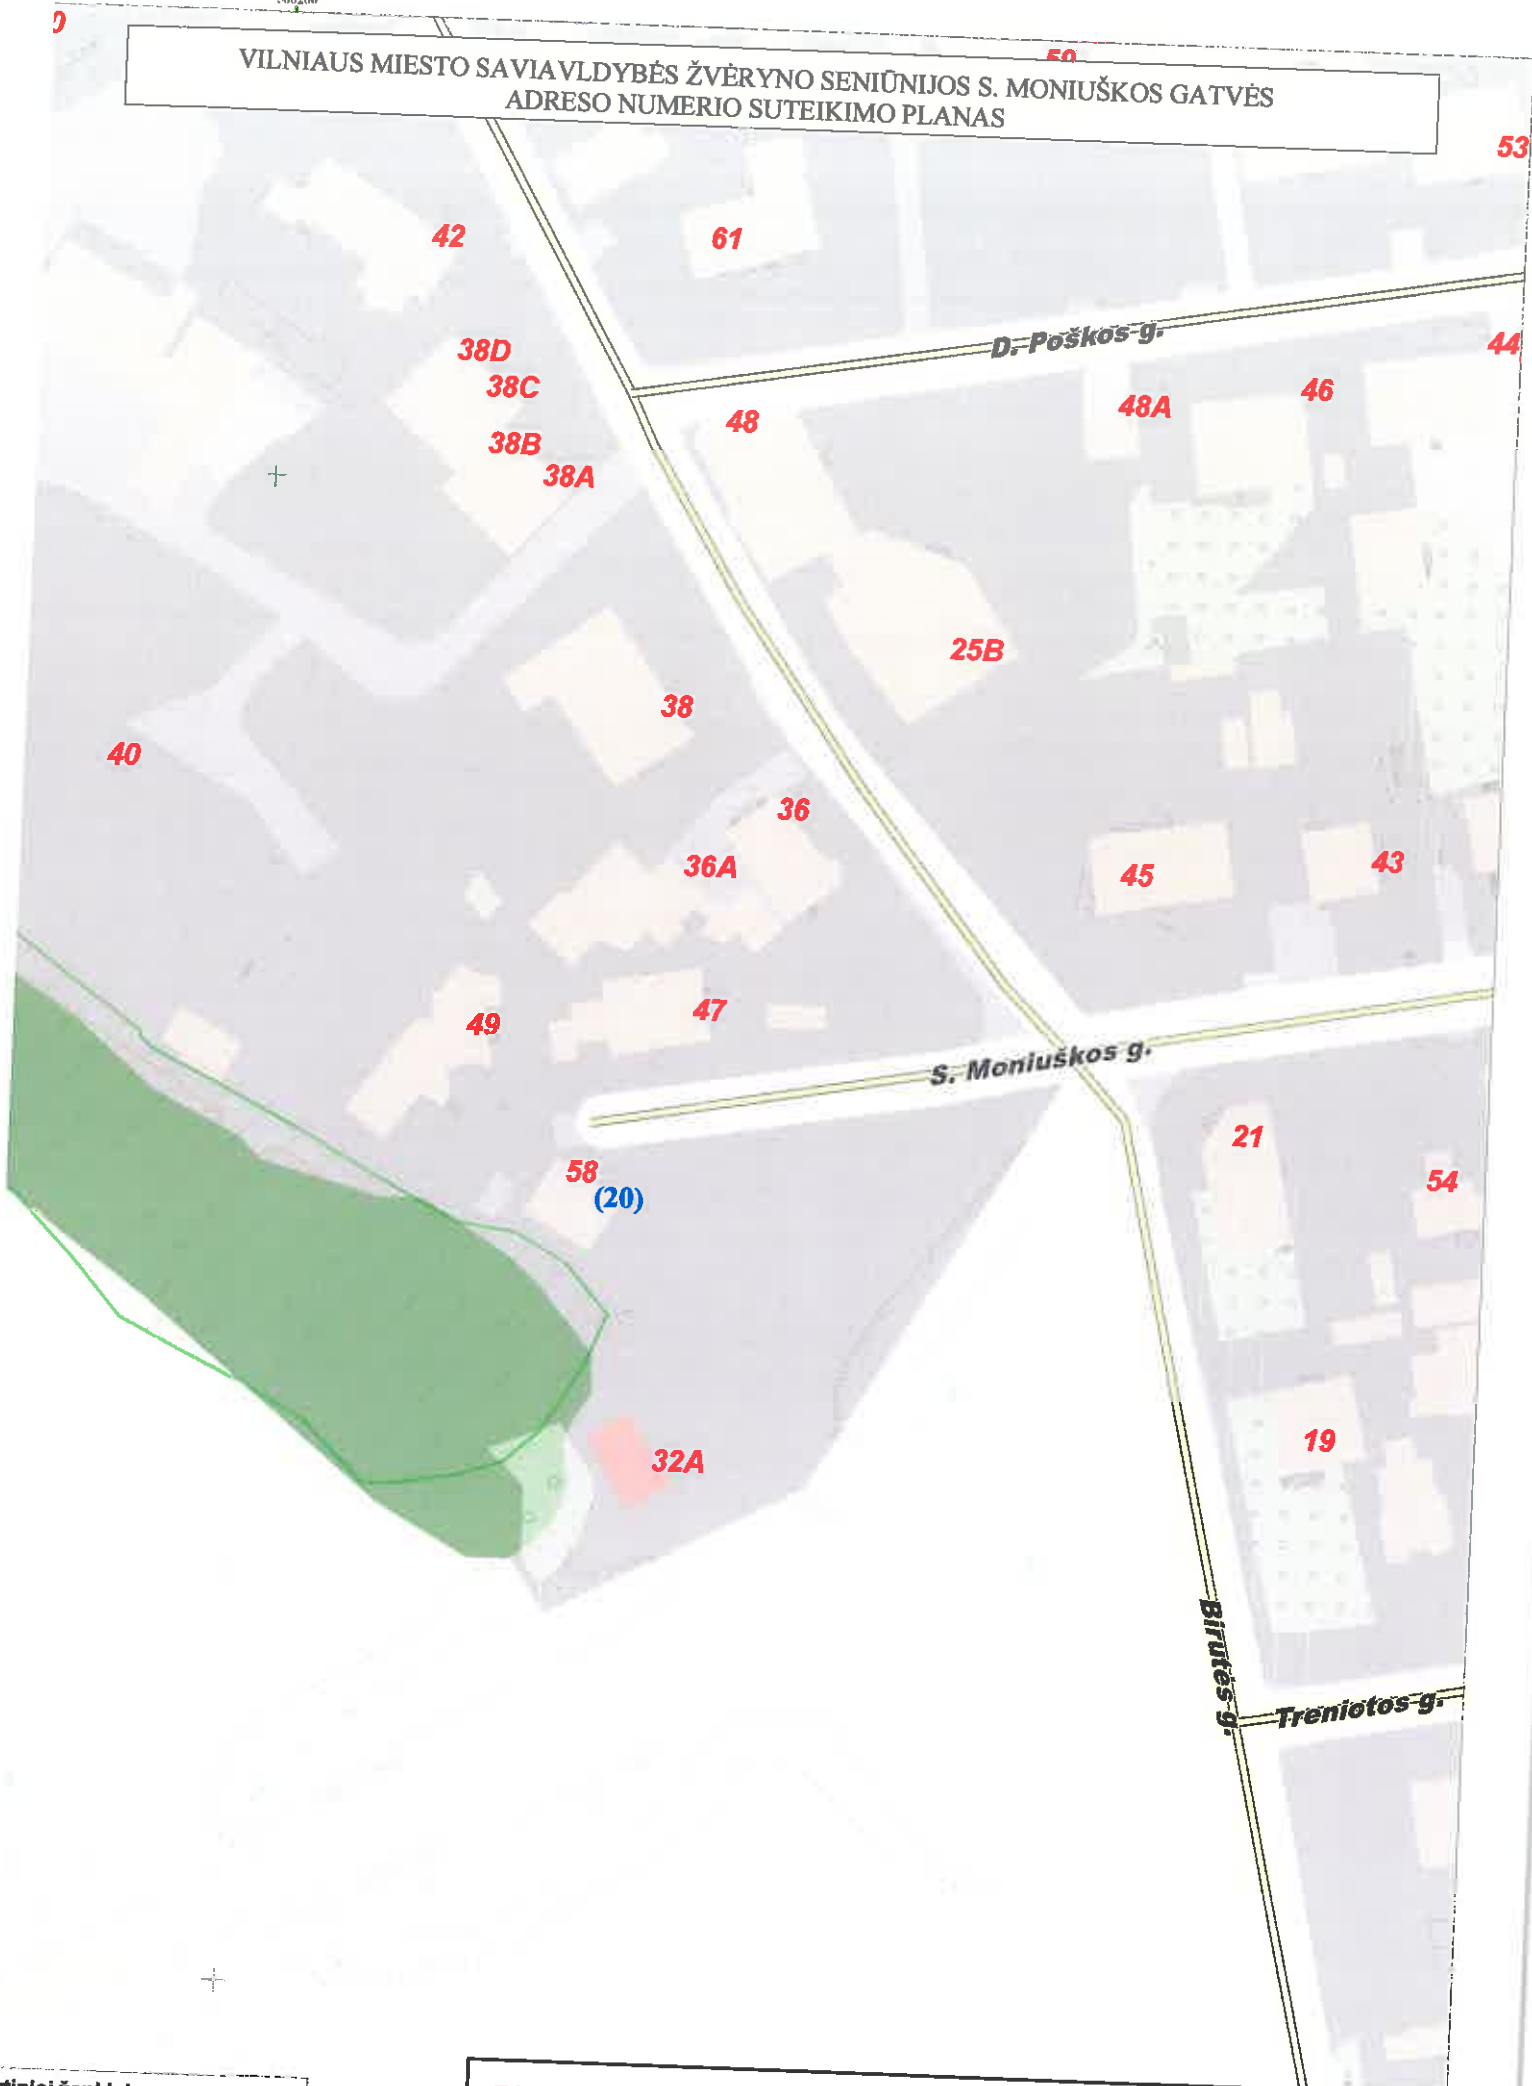 50
VILNIAUS MIESTO SAVIAVLDYBĖS ŽVĖRYNO SENIŪNIJOS S. MONIUŠKOS GATVĖS
ADRESO NUMERIO SUTEIKIMO PLANAS
53
42
61
D. Poškos g.
44
38D
38C
46
48A
48
38B
38A
25B
38
40
36
36A
45
43
47
49
S. Moniuškos g.
21
58
54
(20)
19
32A
Birutės g.
Treniotos g.